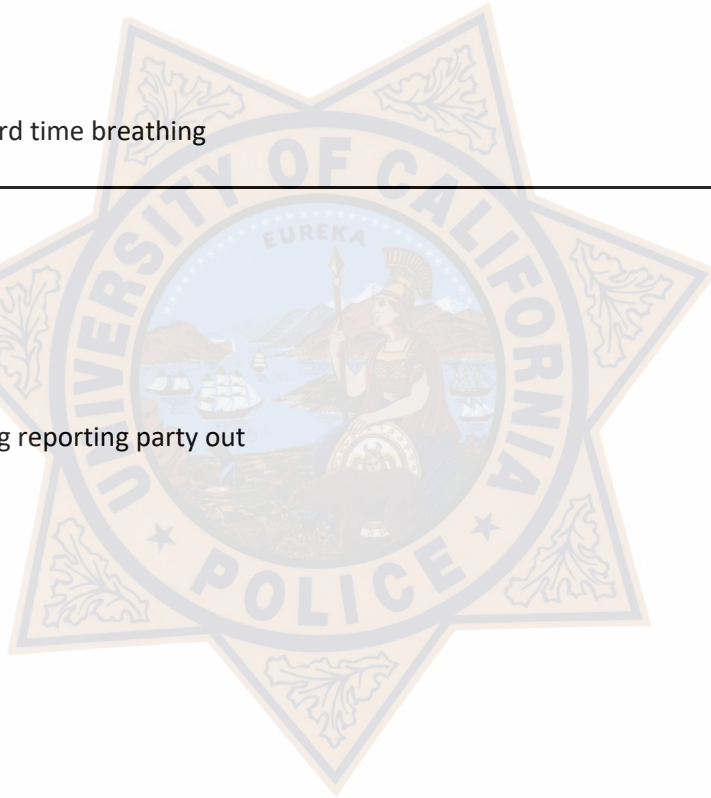 rd time breathing
UNIVERSITY OF CALIFORNIA
EUREKA
g reporting party out
POLICE